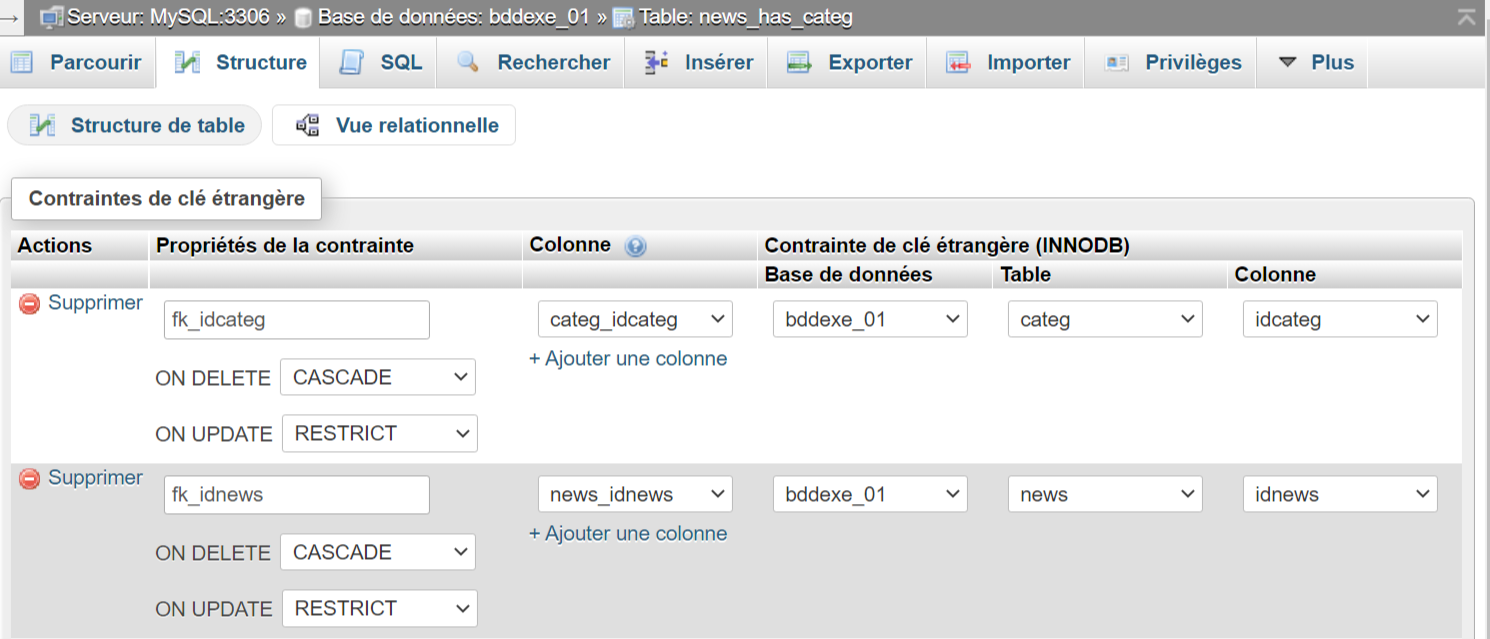 Serveur: MySQL:3306 » Base de données: bddexe_01 » Table: news_has_categ
Parcourir Structure SQL Rechercher Insérer Exporter Importer Privilèges Plus
Structure de table Vue relationnelle
Contraintes de clé étrangère
Actions Propriétés de la contrainte Colonne Contrainte de clé étrangère (INNODB)
Base de données Table Colonne
Supprimer fk_idcateg categ_idcateg bddexe_01 categ idcateg
+ Ajouter une colonne
ON DELETE CASCADE
ON UPDATE RESTRICT
Supprimer fk_idnews news_idnews bddexe_01 news idnews
+ Ajouter une colonne
ON DELETE CASCADE
ON UPDATE RESTRICT